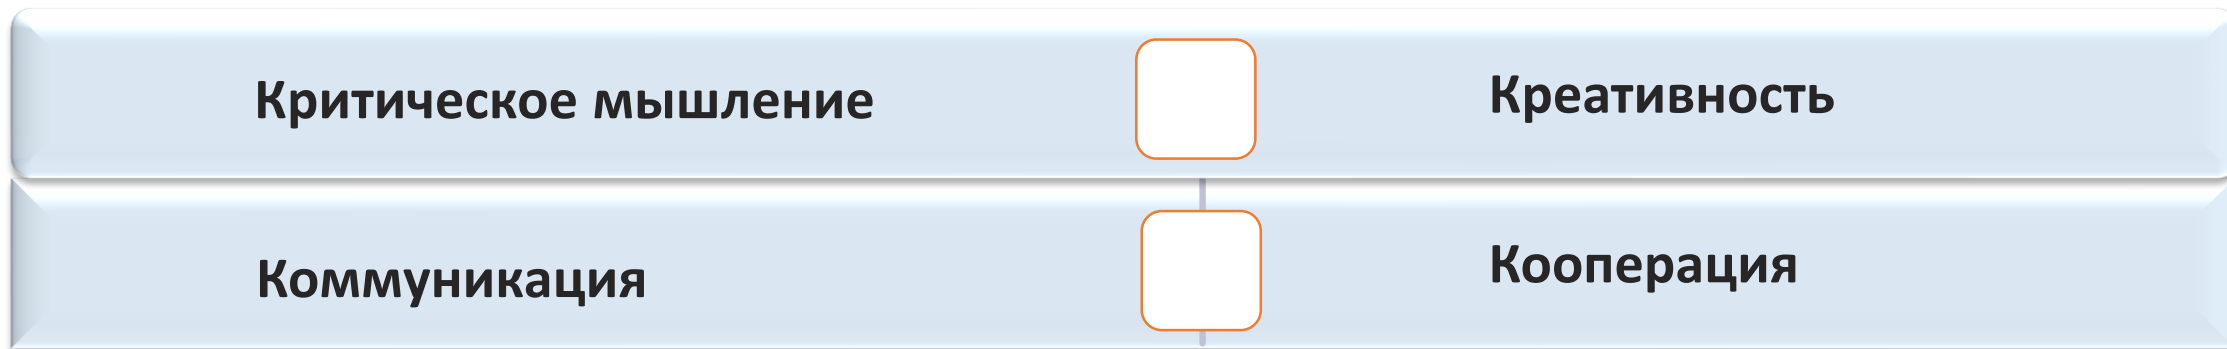 Критическое мышление
Креативность
Коммуникация
Кооперация